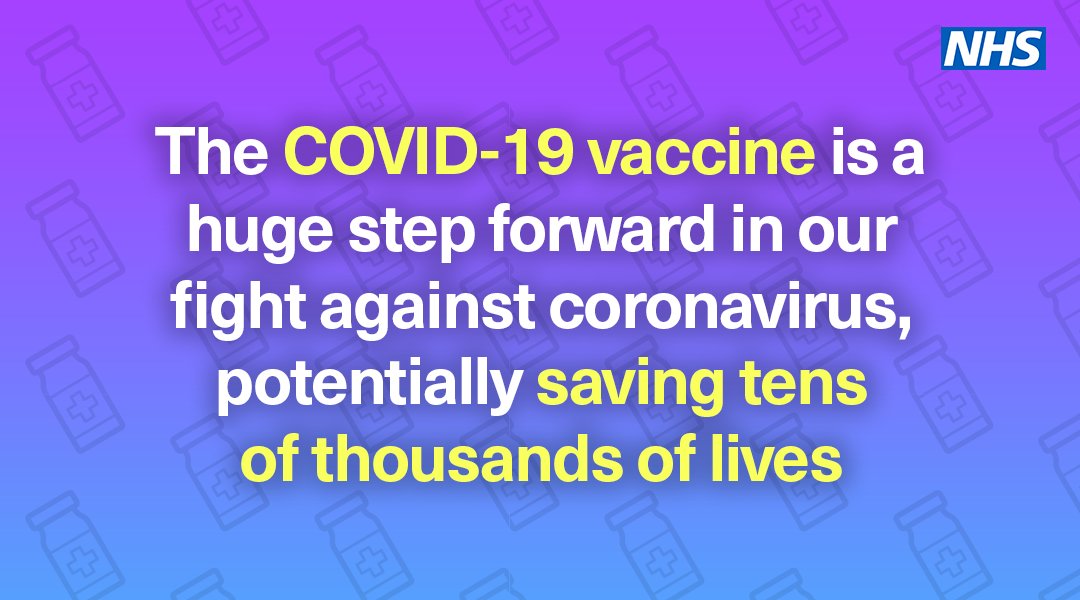 NHS
The COVID-19 vaccine is a
huge step forward in our
fight against coronavirus,
potentially saving tens
of thousands of lives